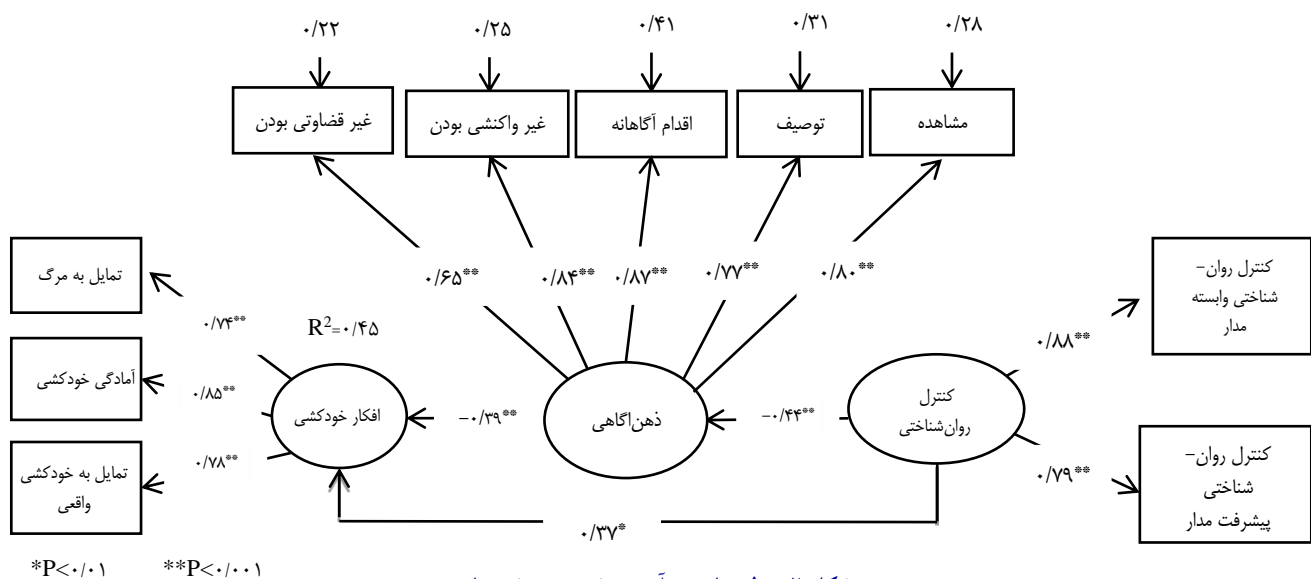 ۰/۲۲ ۰/۲۵ ۰/۴۱ ۰/۳۱ ۰/۲۸
مشاهده
توصیف
اقدام آگاهانه
غیر واکنشی بودن
غیر قضاوتی بودن
۰/۶۵** ۰/۸۴** ۰/۸۷** ۰/۷۷** ۰/۸۰**
کنترل روان-
شناختی وابسته
مدار
۰/۸۸**
کنترل
روان‌شناختی
۰/۷۹**
کنترل روان-
شناختی
پیشرفت مدار
-۰/۴۴**
ذهن‌اگاهی
-۰/۳۹**
R²=۰/۴۵
افکار خودکشی
۰/۷۴**
تمایل به مرگ
۰/۸۵**
آمادگی خودکشی
۰/۷۸**
تمایل به خودکشی
واقعی
۰/۳۷*
*P<۰/۰۱ **P<۰/۰۰۱